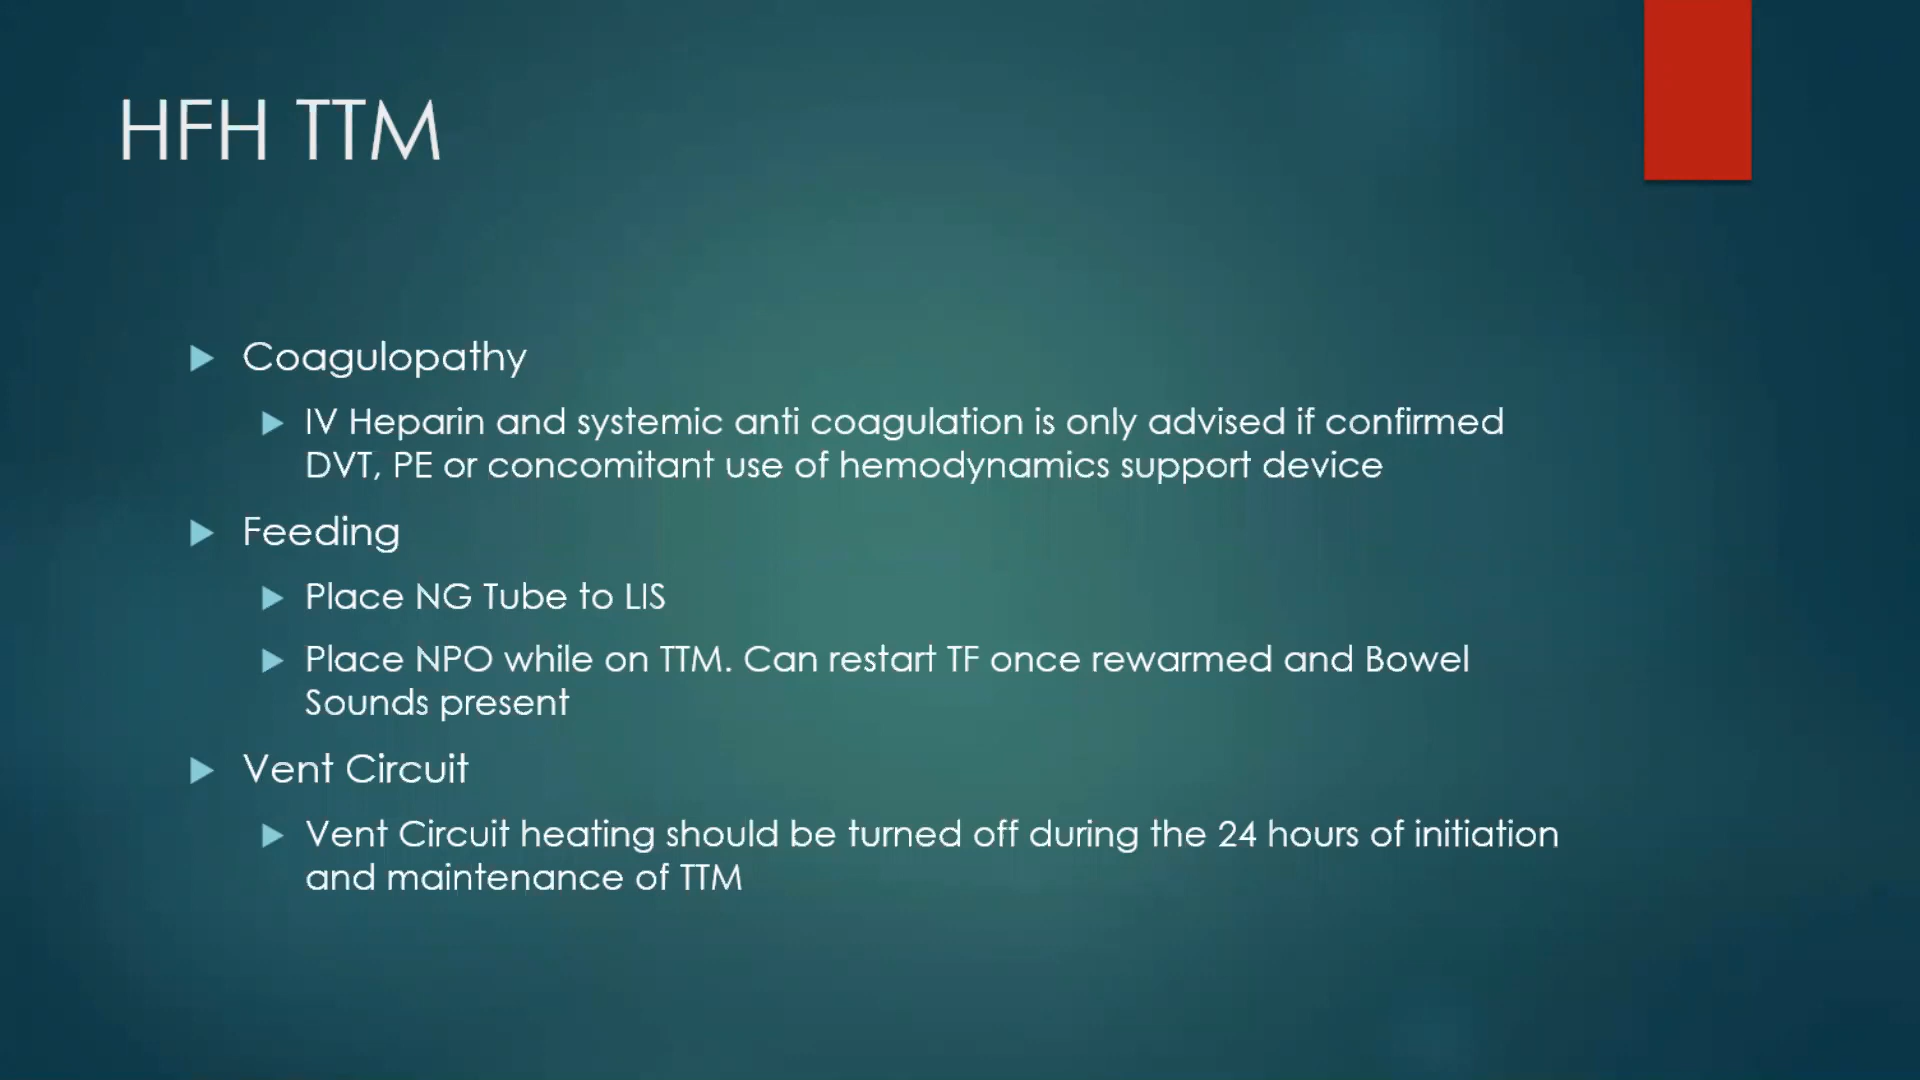 HFH TTM
Coagulopathy
IV Heparin and systemic anti coagulation is only advised if confirmed
DVT, PE or concomitant use of hemodynamics support device
Feeding
Place NG Tube to LIS
Place NPO while on TTM. Can restart TF once rewarmed and Bowel
Sounds present
Vent Circuit
Vent Circuit heating should be turned off during the 24 hours of initiation
and maintenance of TTM